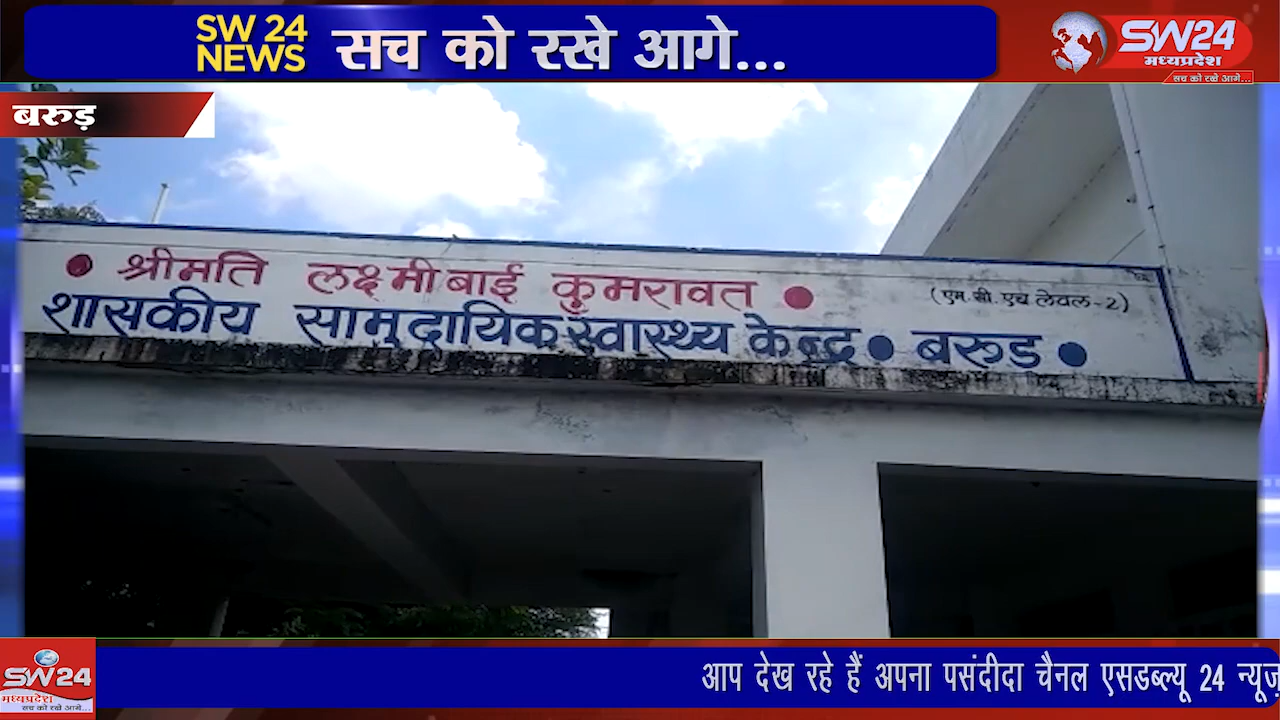 SW 24
NEWS
सच को रखे आगे...
SW24
मध्यप्रदेश
सच को रखे आगे...
बरुड़
श्रीमति लक्ष्मीबाई कुमरावत
(एम.सी.एच लेवल-2)
शासकीय सामुदायिक स्वास्थ्य केन्द्र • बरुड •
SW24
मध्यप्रदेश
सच को रखे आगे...
आप देख रहे हैं अपना पसंदीदा चैनल एसडब्ल्यू 24 न्यूज़